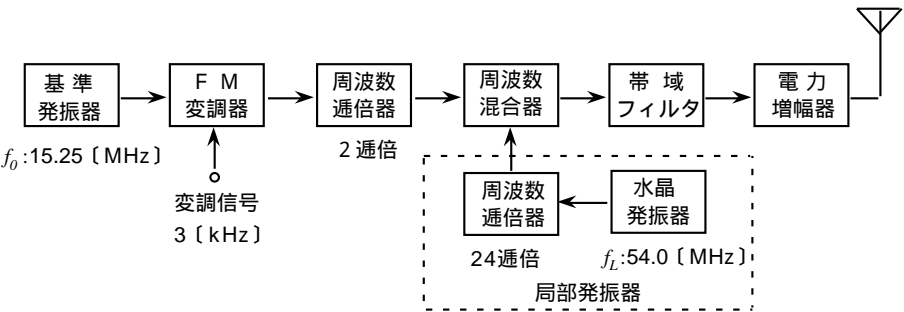 基 準
発振器
F M
変調器
周波数
逓倍器
周波数
混合器
帯 域
フィルタ
電 力
増幅器
f0:15.25〔MHz〕
変調信号
3〔kHz〕
2逓倍
周波数
逓倍器
水晶
発振器
24逓倍
fL:54.0〔MHz〕
局部発振器